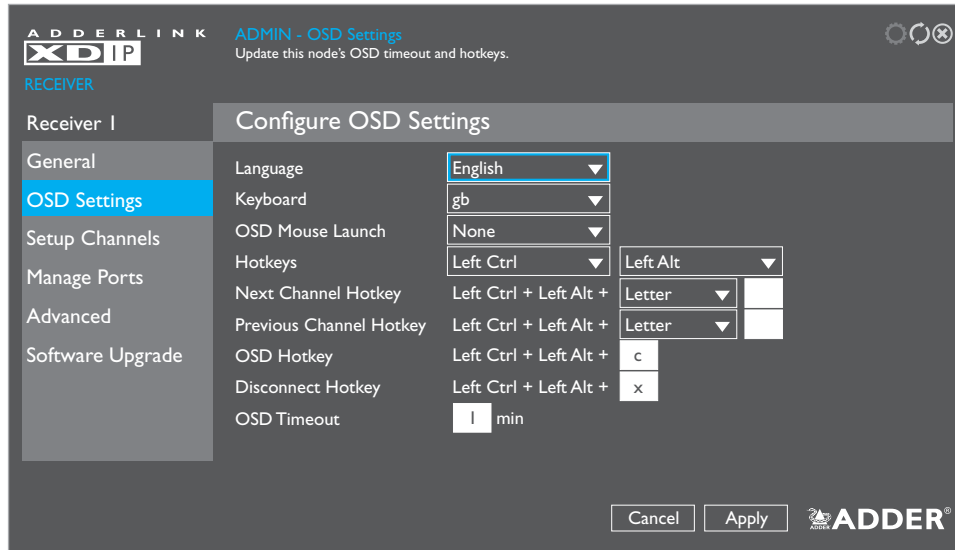 ADDERLINK
XDIP
RECEIVER
ADMIN - OSD Settings
Update this node's OSD timeout and hotkeys.
Receiver 1
General
OSD Settings
Setup Channels
Manage Ports
Advanced
Software Upgrade
Configure OSD Settings
Language English
Keyboard gb
OSD Mouse Launch None
Hotkeys Left Ctrl Left Alt
Next Channel Hotkey Left Ctrl + Left Alt + Letter
Previous Channel Hotkey Left Ctrl + Left Alt + Letter
OSD Hotkey Left Ctrl + Left Alt + c
Disconnect Hotkey Left Ctrl + Left Alt + x
OSD Timeout 1 min
Cancel Apply
ADDER ADDER®